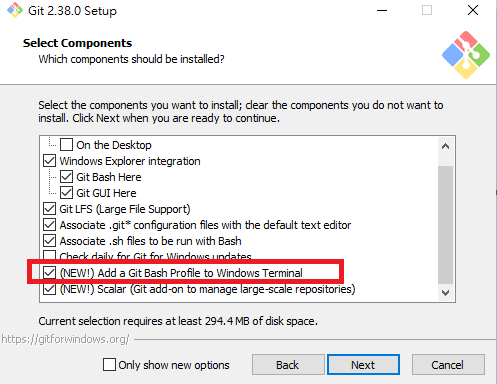 Git 2.38.0 Setup
Select Components
Which components should be installed?
Select the components you want to install; clear the components you do not want to
install. Click Next when you are ready to continue.
On the Desktop
Windows Explorer integration
Git Bash Here
Git GUI Here
Git LFS (Large File Support)
Associate .git* configuration files with the default text editor
Associate .sh files to be run with Bash
Check daily for Git for Windows updates
(NEW!) Add a Git Bash Profile to Windows Terminal
(NEW!) Scalar (Git add-on to manage large-scale repositories)
Current selection requires at least 294.4 MB of disk space.
https://gitforwindows.org/
Only show new options
Back
Next
Cancel